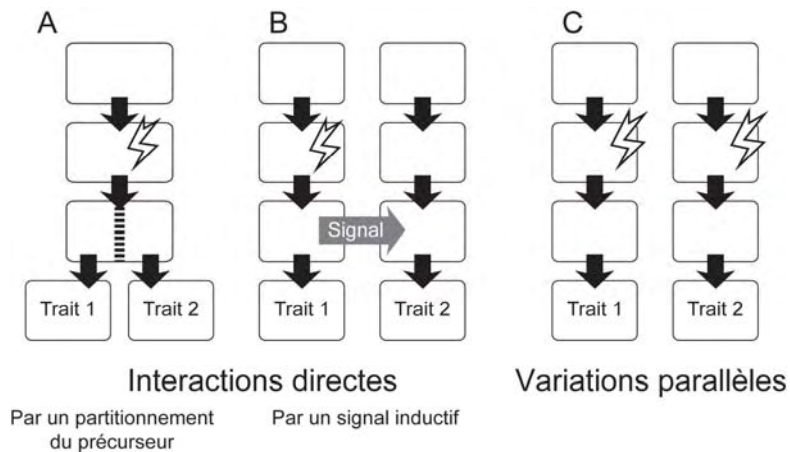 A
B
C
Signal
Trait 1
Trait 2
Trait 1
Trait 2
Trait 1
Trait 2
Interactions directes
Variations parallèles
Par un partitionnement
du précurseur
Par un signal inductif